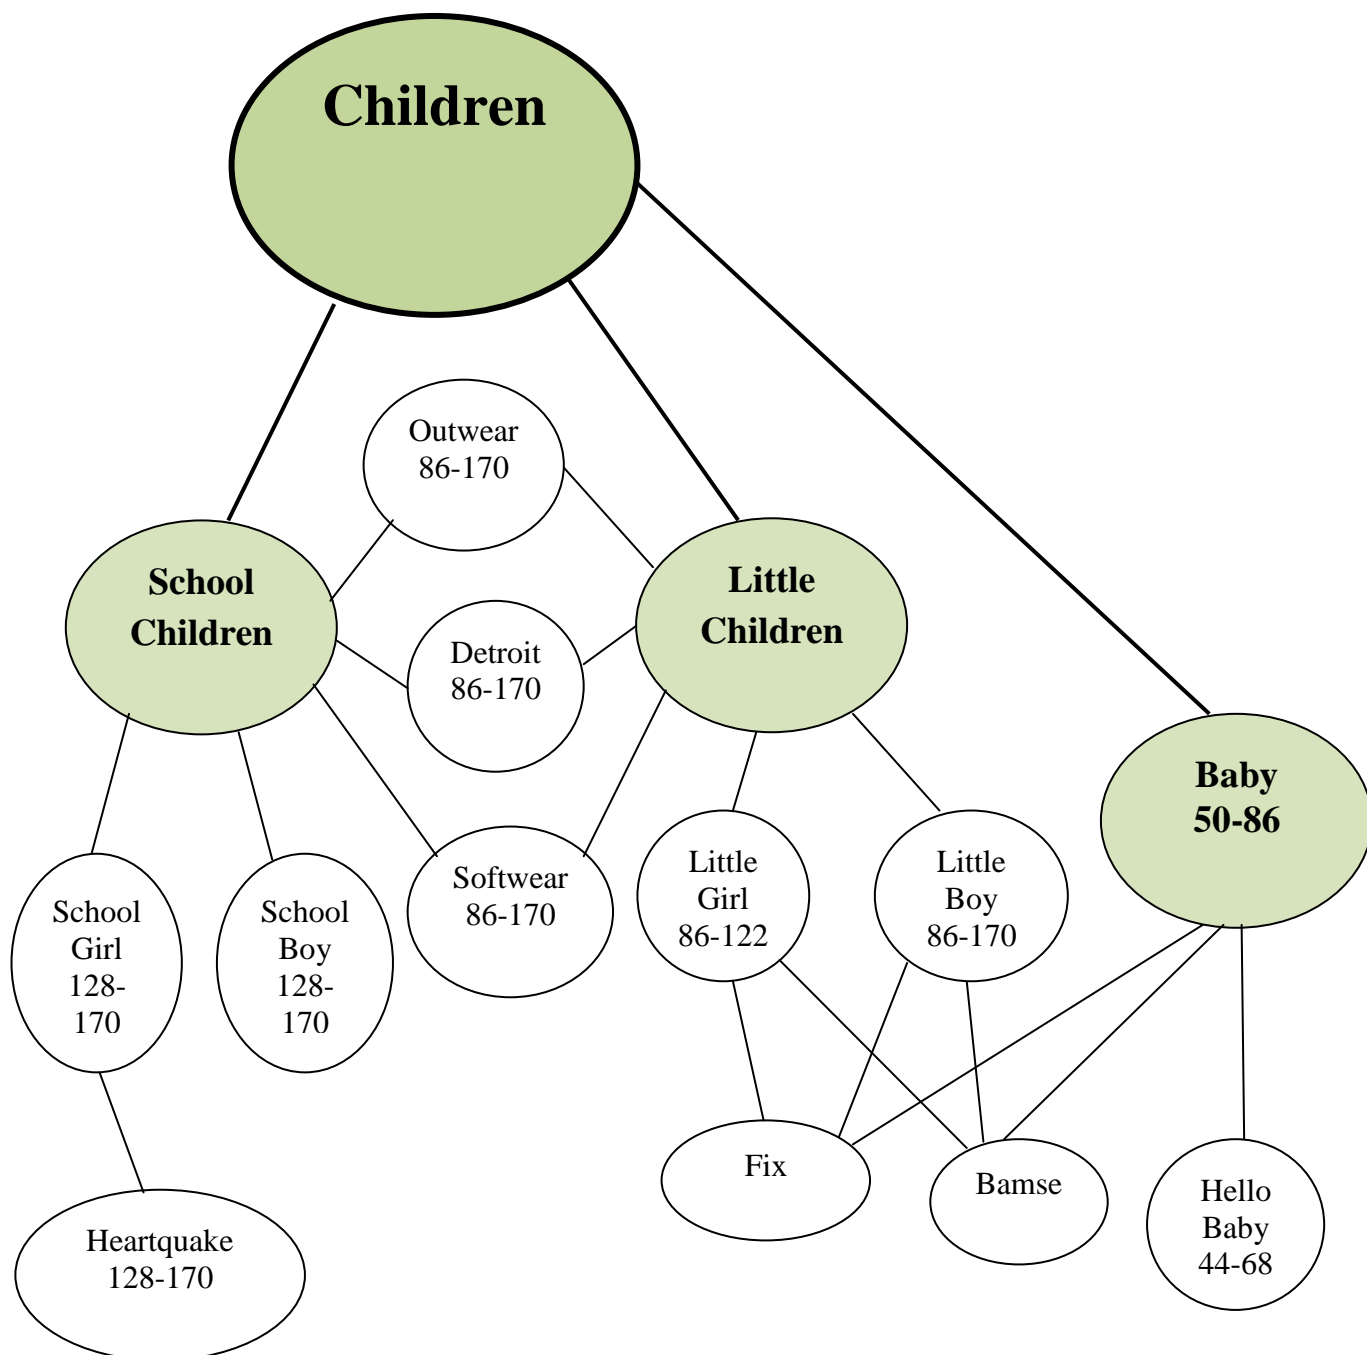 Children
Outwear
86-170
School
Children
Little
Children
Detroit
86-170
Baby
50-86
Softwear
86-170
Little
Girl
86-122
Little
Boy
86-170
School
Girl
128-
170
School
Boy
128-
170
Fix
Bamse
Hello
Baby
44-68
Heartquake
128-170